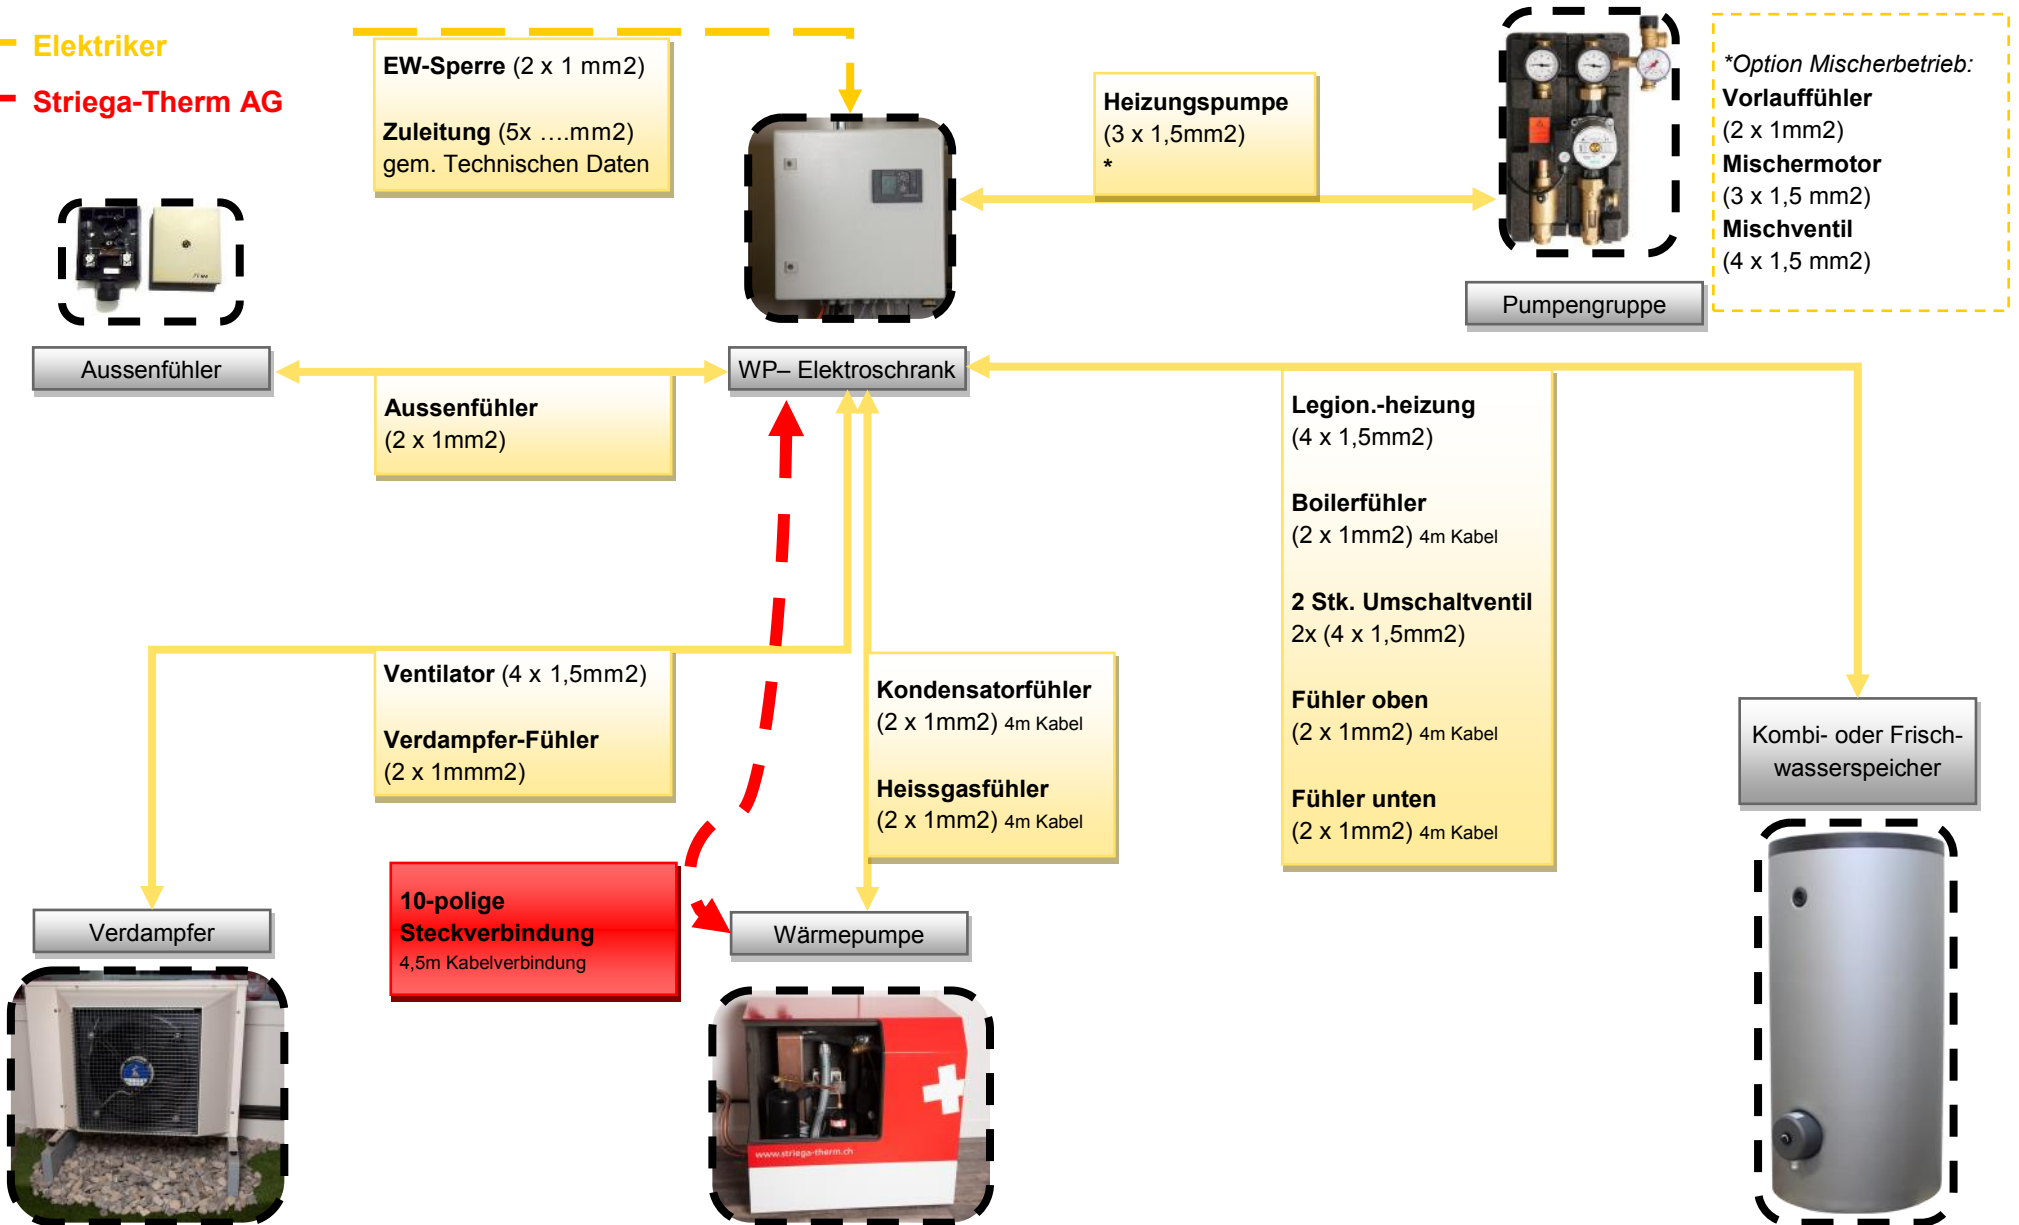 Elektriker
Striega-Therm AG
EW-Sperre (2 x 1 mm2)
Zuleitung (5x ....mm2)
gem. Technischen Daten
Heizungspumpe
(3 x 1,5mm2)
*
*Option Mischerbetrieb:
Vorlauffühler
(2 x 1mm2)
Mischermotor
(3 x 1,5 mm2)
Mischventil
(4 x 1,5 mm2)
Pumpengruppe
Aussenfühler
WP– Elektroschrank
Aussenfühler
(2 x 1mm2)
Legion.-heizung
(4 x 1,5mm2)
Boilerfühler
(2 x 1mm2) 4m Kabel
2 Stk. Umschaltventil
2x (4 x 1,5mm2)
Fühler oben
(2 x 1mm2) 4m Kabel
Fühler unten
(2 x 1mm2) 4m Kabel
Ventilator (4 x 1,5mm2)
Verdampfer-Fühler
(2 x 1mmm2)
Kondensatorfühler
(2 x 1mm2) 4m Kabel
Heissgasfühler
(2 x 1mm2) 4m Kabel
Kombi- oder Frisch-
wasserspeicher
10-polige
Steckverbindung
4,5m Kabelverbindung
Verdampfer
Wärmepumpe
www.striega-therm.ch